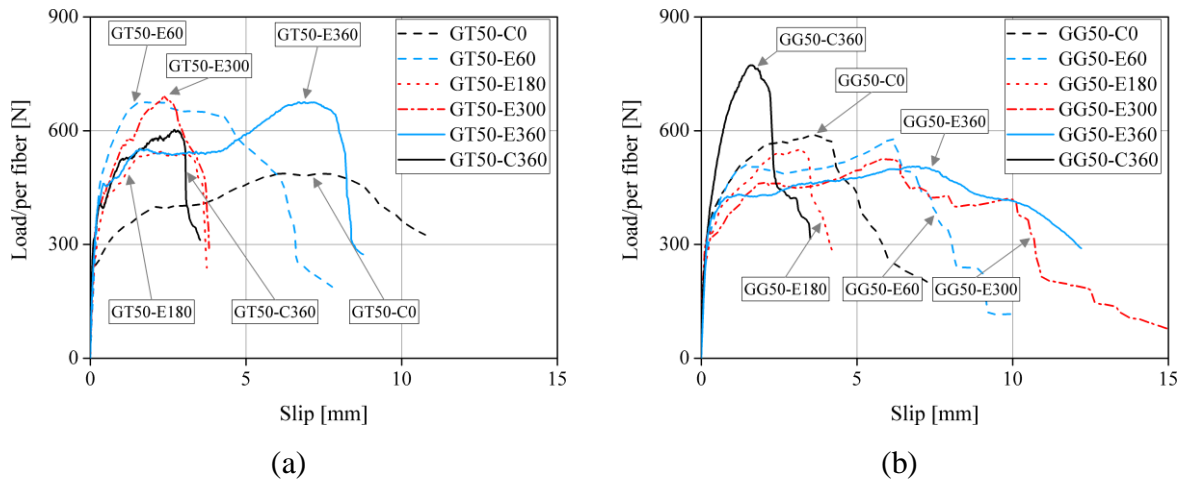 900
600
300
0
Load/per fiber [N]
0
5
10
15
Slip [mm]
GT50-E60
GT50-E300
GT50-E360
GT50-E180
GT50-C360
GT50-C0
GT50-C0
GT50-E60
GT50-E180
GT50-E300
GT50-E360
GT50-C360
(a)
900
600
300
0
Load/per fiber [N]
0
5
10
15
Slip [mm]
GG50-C360
GG50-C0
GG50-E360
GG50-E180
GG50-E60
GG50-E300
GG50-C0
GG50-E60
GG50-E180
GG50-E300
GG50-E360
GG50-C360
(b)